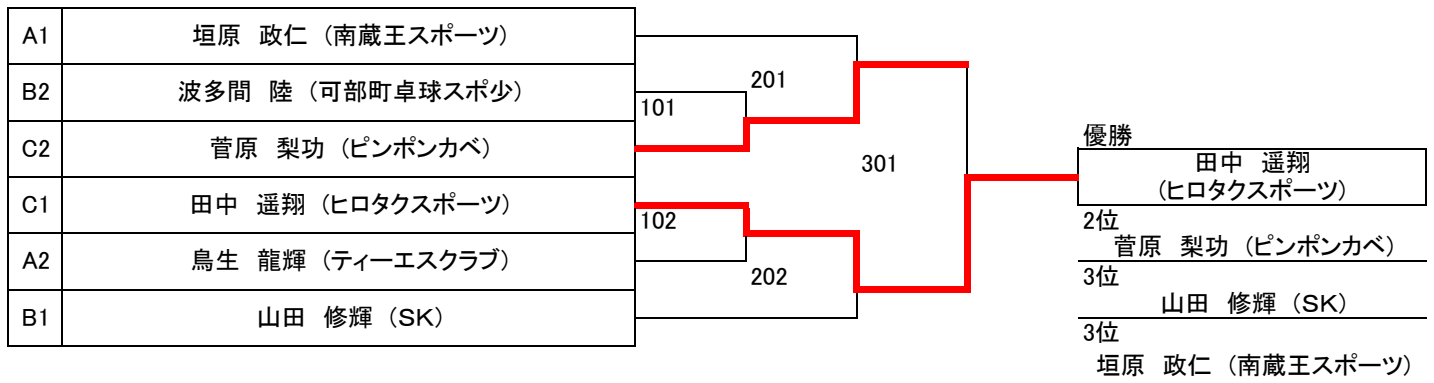 A1 垣原 政仁 (南蔵王スポーツ)
B2 波多間 陸 (可部町卓球スポ少)
C2 菅原 梨功 (ピンポンカベ)
C1 田中 遥翔 (ヒロタクスポーツ)
A2 鳥生 龍輝 (ティーエスクラブ)
B1 山田 修輝 (SK)
101
102
201
202
301
優勝
田中 遥翔
(ヒロタクスポーツ)
2位
菅原 梨功 (ピンポンカベ)
3位
山田 修輝 (SK)
3位
垣原 政仁 (南蔵王スポーツ)